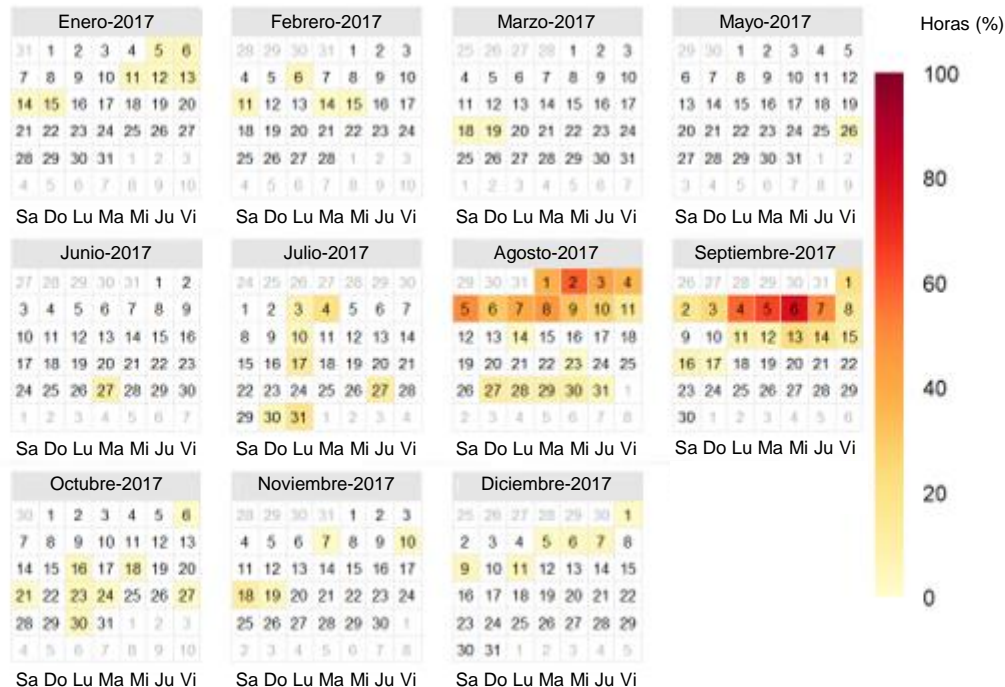 Enero-2017
31 1 2 3 4 5 6
7 8 9 10 11 12 13
14 15 16 17 18 19 20
21 22 23 24 25 26 27
28 29 30 31 1 2 3
4 5 6 7 8 9 10
Sa Do Lu Ma Mi Ju Vi
Febrero-2017
28 29 30 31 1 2 3
4 5 6 7 8 9 10
11 12 13 14 15 16 17
18 19 20 21 22 23 24
25 26 27 28 1 2 3
4 5 6 7 8 9 10
Sa Do Lu Ma Mi Ju Vi
Marzo-2017
25 26 27 28 1 2 3
4 5 6 7 8 9 10
11 12 13 14 15 16 17
18 19 20 21 22 23 24
25 26 27 28 29 30 31
1 2 3 4 5 6 7
Sa Do Lu Ma Mi Ju Vi
Mayo-2017
29 30 1 2 3 4 5
6 7 8 9 10 11 12
13 14 15 16 17 18 19
20 21 22 23 24 25 26
27 28 29 30 31 1 2
3 4 5 6 7 8 9
Sa Do Lu Ma Mi Ju Vi
Junio-2017
27 28 29 30 31 1 2
3 4 5 6 7 8 9
10 11 12 13 14 15 16
17 18 19 20 21 22 23
24 25 26 27 28 29 30
1 2 3 4 5 6 7
Sa Do Lu Ma Mi Ju Vi
Julio-2017
24 25 26 27 28 29 30
1 2 3 4 5 6 7
8 9 10 11 12 13 14
15 16 17 18 19 20 21
22 23 24 25 26 27 28
29 30 31 1 2 3 4
Sa Do Lu Ma Mi Ju Vi
Agosto-2017
29 30 31 1 2 3 4
5 6 7 8 9 10 11
12 13 14 15 16 17 18
19 20 21 22 23 24 25
26 27 28 29 30 31 1
2 3 4 5 6 7 8
Sa Do Lu Ma Mi Ju Vi
Septiembre-2017
26 27 28 29 30 31 1
2 3 4 5 6 7 8
9 10 11 12 13 14 15
16 17 18 19 20 21 22
23 24 25 26 27 28 29
30 1 2 3 4 5 6
Sa Do Lu Ma Mi Ju Vi
Octubre-2017
30 1 2 3 4 5 6
7 8 9 10 11 12 13
14 15 16 17 18 19 20
21 22 23 24 25 26 27
28 29 30 31 1 2 3
4 5 6 7 8 9 10
Sa Do Lu Ma Mi Ju Vi
Noviembre-2017
28 29 30 31 1 2 3
4 5 6 7 8 9 10
11 12 13 14 15 16 17
18 19 20 21 22 23 24
25 26 27 28 29 30 1
2 3 4 5 6 7 8
Sa Do Lu Ma Mi Ju Vi
Diciembre-2017
25 26 27 28 29 30 1
2 3 4 5 6 7 8
9 10 11 12 13 14 15
16 17 18 19 20 21 22
23 24 25 26 27 28 29
30 31 1 2 3 4 5
Sa Do Lu Ma Mi Ju Vi
Horas (%)
100
80
60
40
20
0